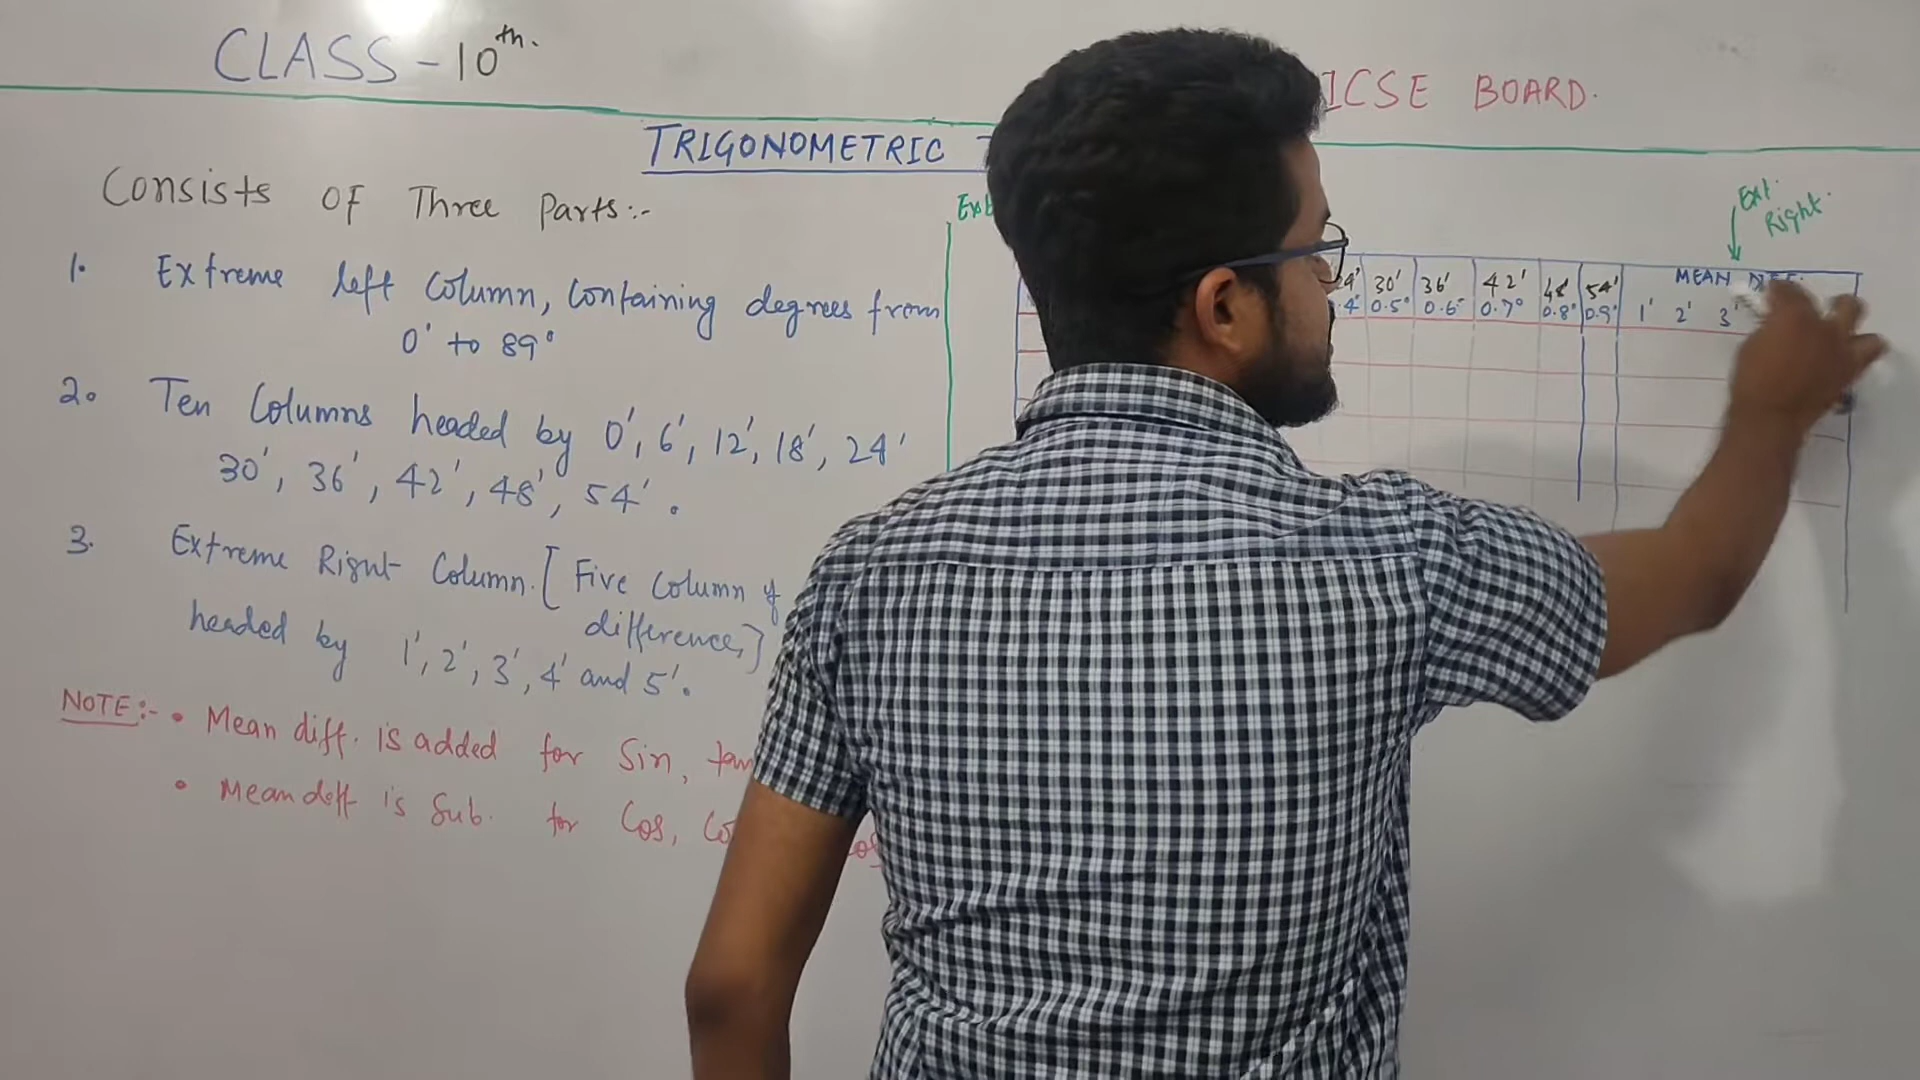 CLASS - 10th.
ICSE BOARD.
TRIGONOMETRIC
Consists OF Three Parts:-
1. Extreme left Column, Containing degrees from
0' to 89°
2. Ten Columns headed by 0', 6', 12', 18', 24'
30', 36', 42', 48', 54'.
3. Extreme Right Column. [Five Column of
difference,]
headed by 1', 2', 3', 4' and 5'.
NOTE:- • Mean diff. is added for Sin, tan
• Mean diff is Sub. for Cos,
Ext.
Right.
24' 30' 36' 42' 48' 54' MEAN DIFF.
.4' 0.5° 0.6° 0.7° 0.8° 0.9° 1' 2' 3'